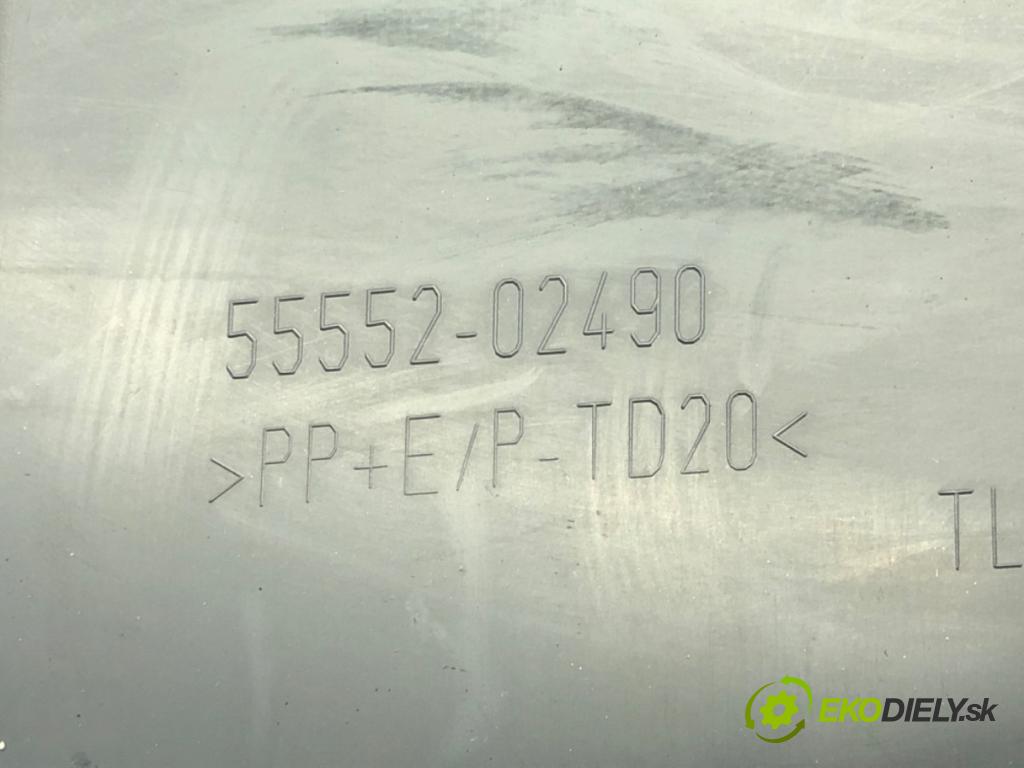 55552-02490
>PP+E/P-TD20<
TL
EKODIELY.sk